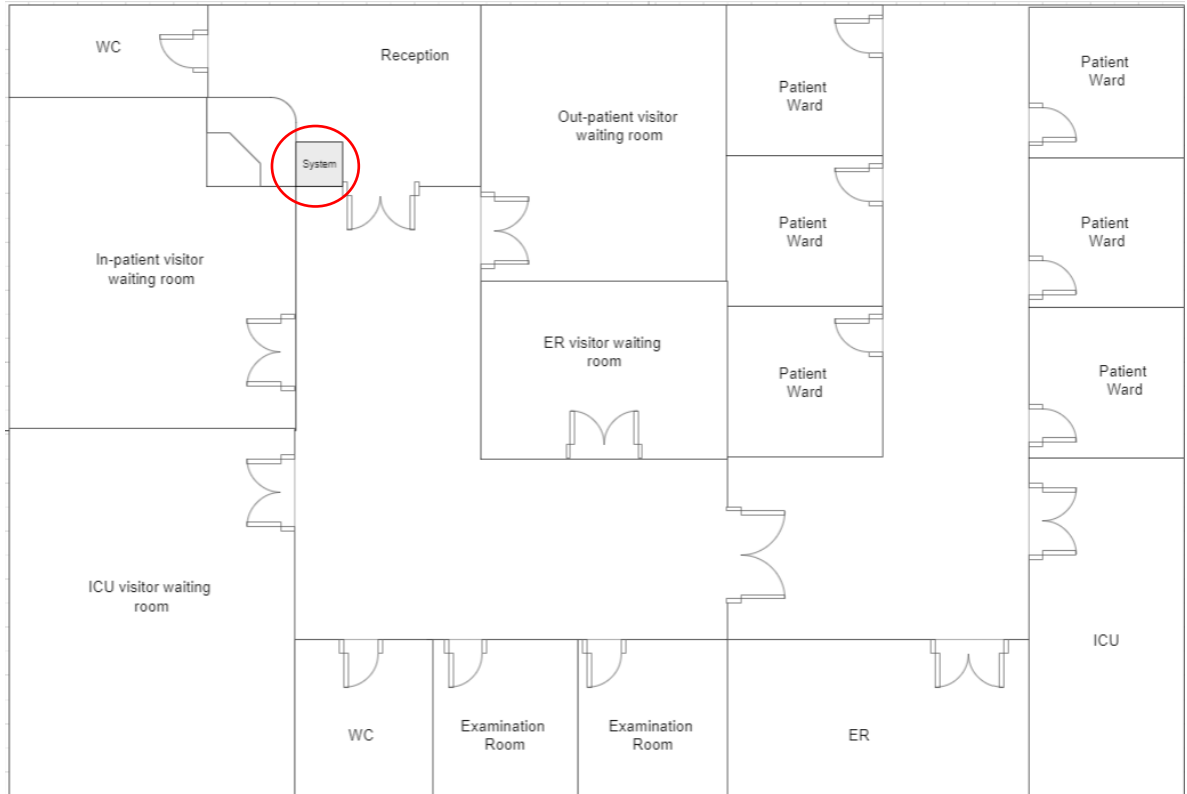 WC
Reception
Out-patient visitor
waiting room
Patient
Ward
Patient
Ward
System
In-patient visitor
waiting room
Patient
Ward
Patient
Ward
ER visitor waiting
room
Patient
Ward
Patient
Ward
ICU visitor waiting
room
ICU
WC
Examination
Room
Examination
Room
ER